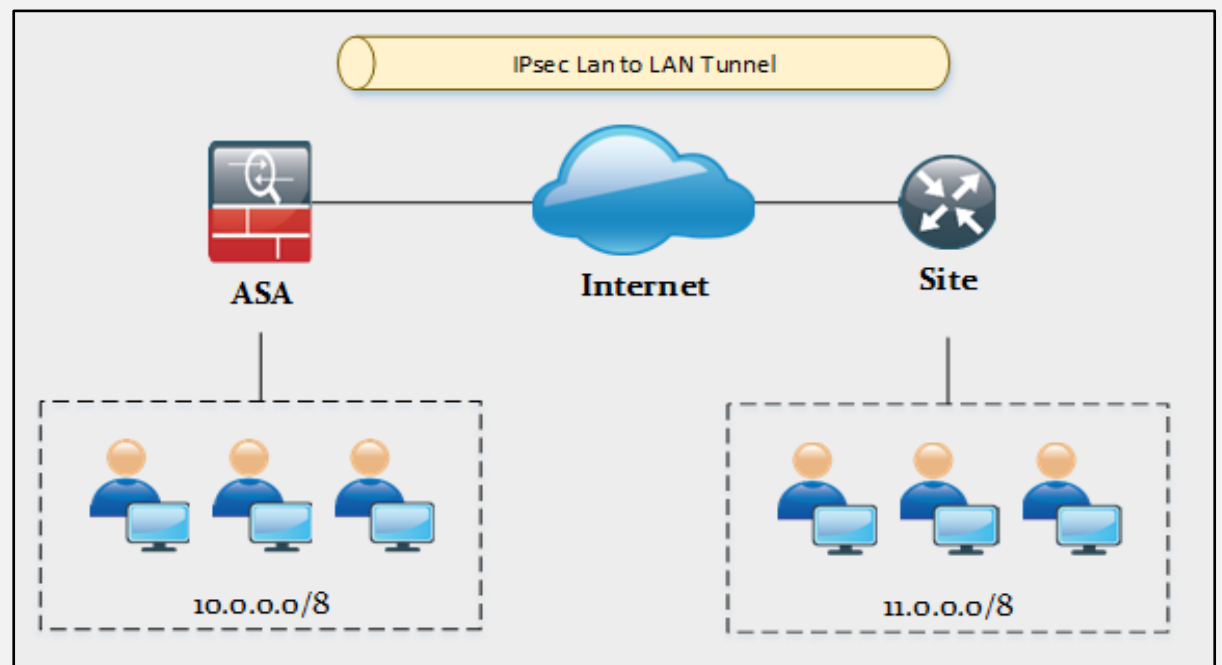 IPsec Lan to LAN Tunnel
ASA
Internet
Site
10.0.0.0/8
11.0.0.0/8